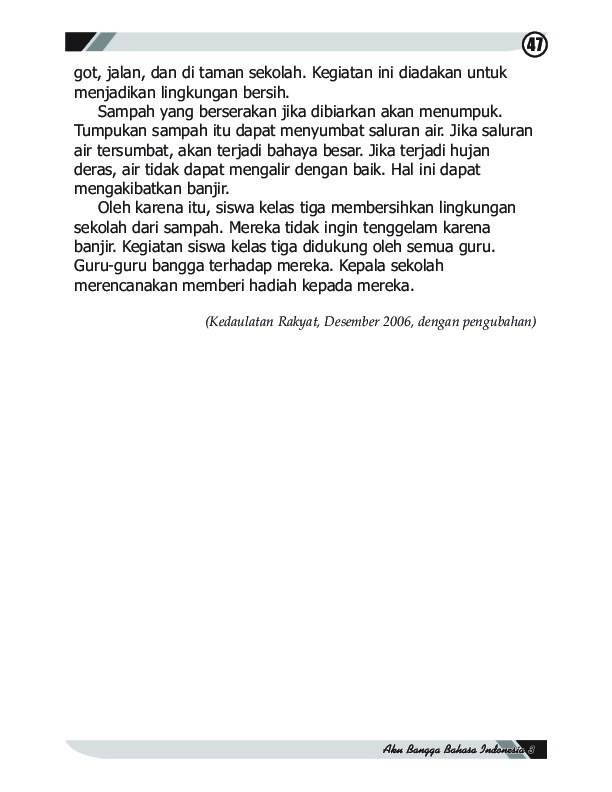 47
got, jalan, dan di taman sekolah. Kegiatan ini diadakan untuk
menjadikan lingkungan bersih.
Sampah yang berserakan jika dibiarkan akan menumpuk.
Tumpukan sampah itu dapat menyumbat saluran air. Jika saluran
air tersumbat, akan terjadi bahaya besar. Jika terjadi hujan
deras, air tidak dapat mengalir dengan baik. Hal ini dapat
mengakibatkan banjir.
Oleh karena itu, siswa kelas tiga membersihkan lingkungan
sekolah dari sampah. Mereka tidak ingin tenggelam karena
banjir. Kegiatan siswa kelas tiga didukung oleh semua guru.
Guru-guru bangga terhadap mereka. Kepala sekolah
merencanakan memberi hadiah kepada mereka.
(Kedaulatan Rakyat, Desember 2006, dengan pengubahan)
Aku Bangga Bahasa Indonesia 3